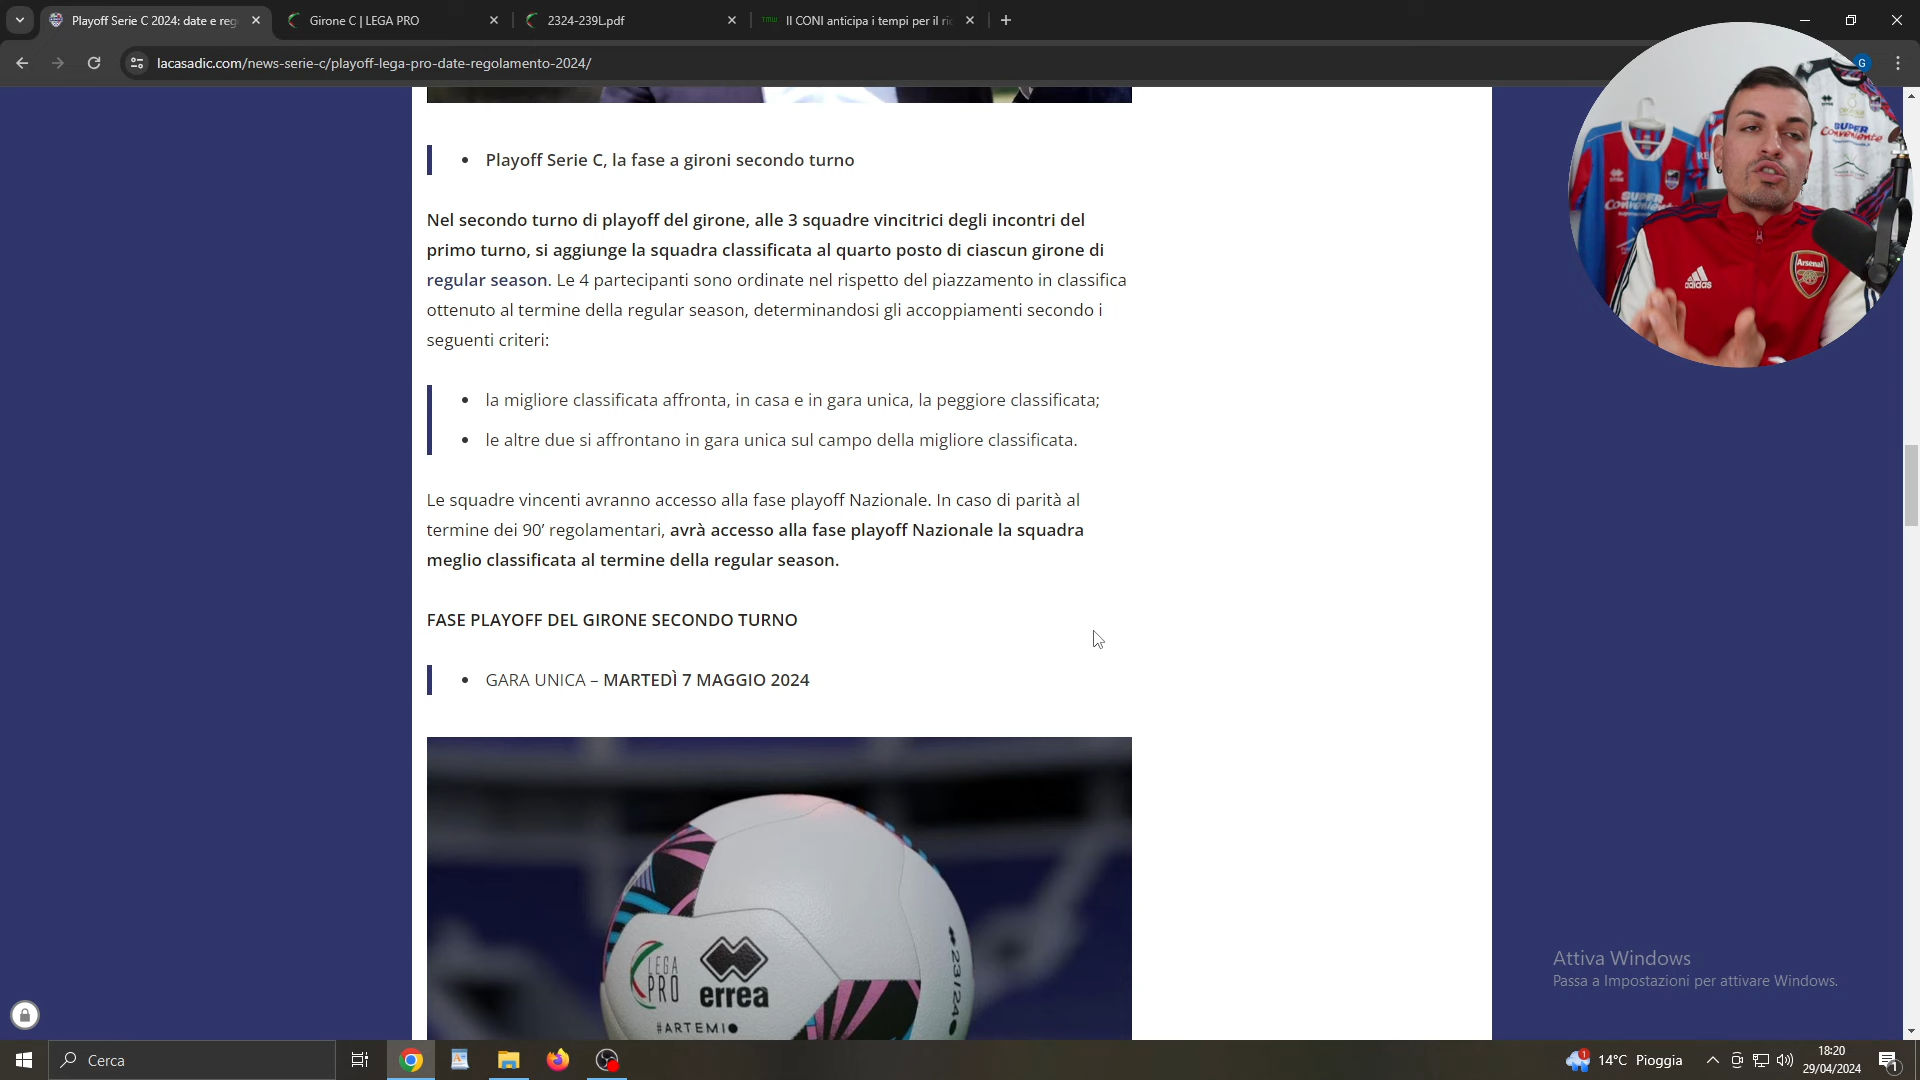 Playoff Serie C 2024: date e reg
Girone C | LEGA PRO
2324-239L.pdf
TMW
Il CONI anticipa i tempi per il ri
lacasadic.com/news-serie-c/playoff-lega-pro-date-regolamento-2024/
G
Playoff Serie C, la fase a gironi secondo turno
Nel secondo turno di playoff del girone, alle 3 squadre vincitrici degli incontri del
primo turno, si aggiunge la squadra classificata al quarto posto di ciascun girone di
regular season. Le 4 partecipanti sono ordinate nel rispetto del piazzamento in classifica
ottenuto al termine della regular season, determinandosi gli accoppiamenti secondo i
seguenti criteri:
la migliore classificata affronta, in casa e in gara unica, la peggiore classificata;
le altre due si affrontano in gara unica sul campo della migliore classificata.
Le squadre vincenti avranno accesso alla fase playoff Nazionale. In caso di parità al
termine dei 90’ regolamentari, avrà accesso alla fase playoff Nazionale la squadra
meglio classificata al termine della regular season.
FASE PLAYOFF DEL GIRONE SECONDO TURNO
GARA UNICA – MARTEDÌ 7 MAGGIO 2024
LEGA
PRO
errea
#ARTEMIO
23/24
SUPER
Conveniente
SUPER
adidas
Arsenal
Attiva Windows
Passa a Impostazioni per attivare Windows.
Cerca
1
14°C Pioggia
18:20
29/04/2024
1